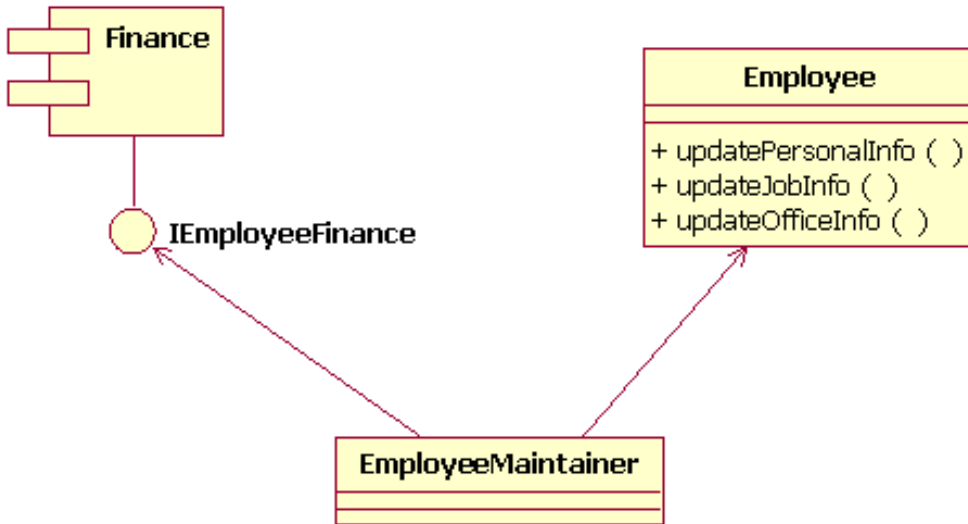 Finance
Employee
+ updatePersonalInfo ( )
+ updateJobInfo ( )
+ updateOfficeInfo ( )
IEmployeeFinance
EmployeeMaintainer